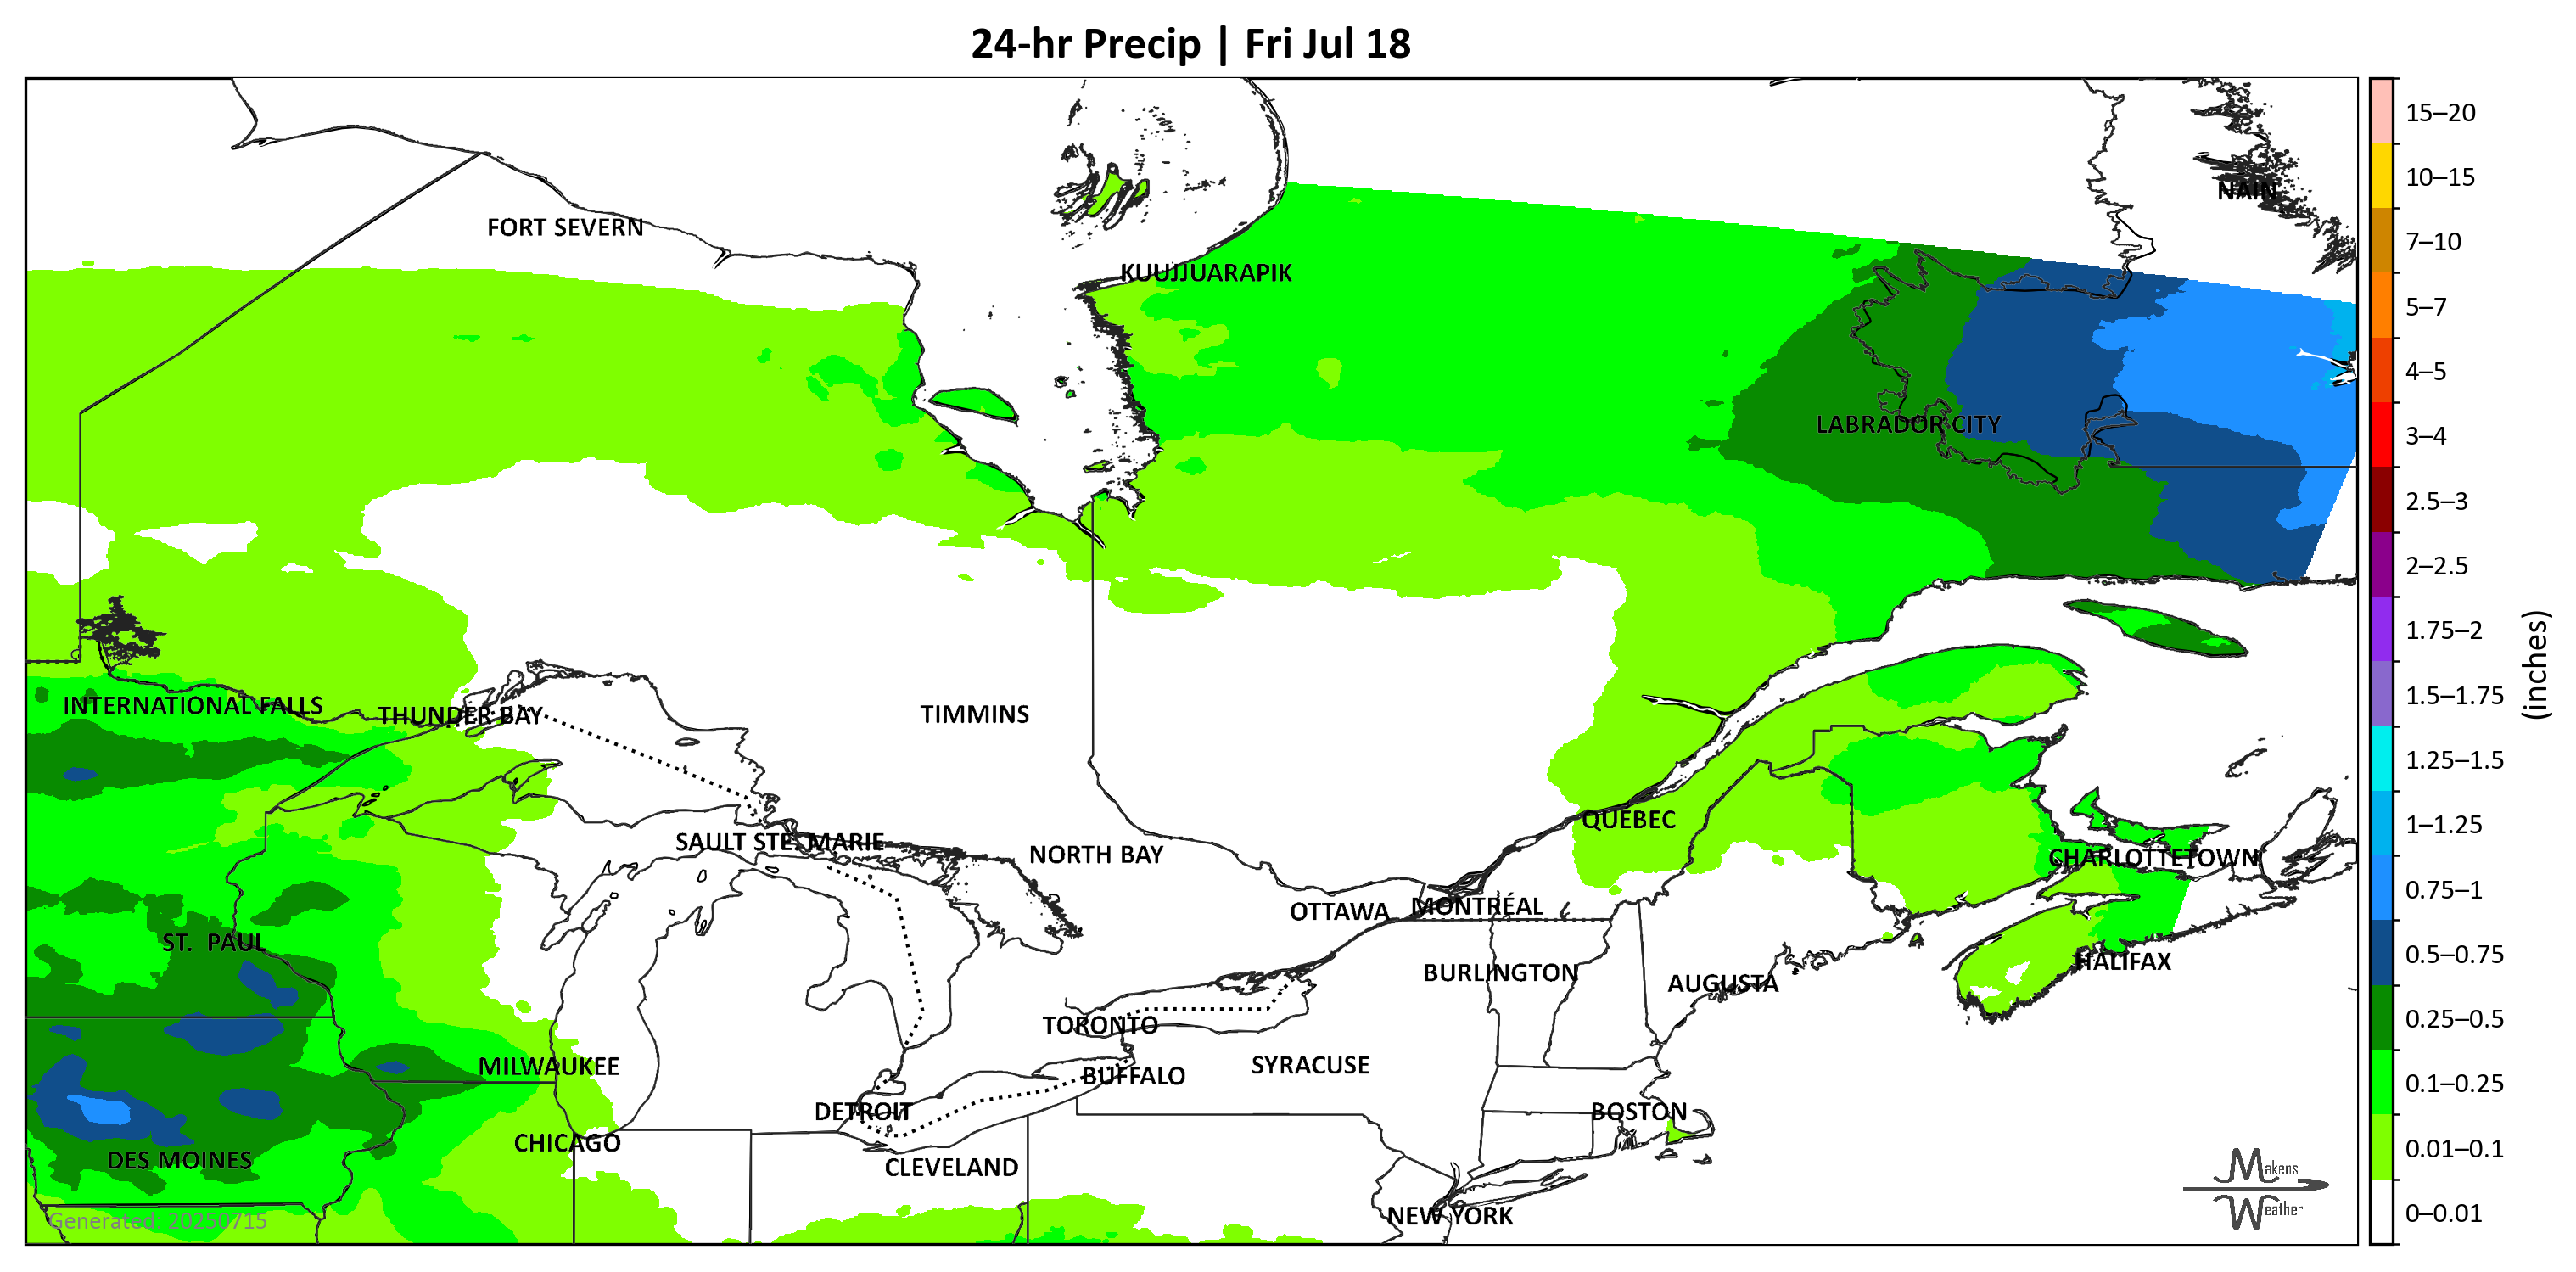 24-hr Precip | Fri Jul 18
NAIN
FORT SEVERN
KUUJJUARAPIK
LABRADOR CITY
INTERNATIONAL FALLS
THUNDER BAY
TIMMINS
QUÉBEC
SAULT STE. MARIE
NORTH BAY
CHARLOTTETOWN
OTTAWA
MONTRÉAL
ST. PAUL
HALIFAX
BURLINGTON
AUGUSTA
TORONTO
MILWAUKEE
SYRACUSE
BUFFALO
DETROIT
BOSTON
CHICAGO
DES MOINES
CLEVELAND
NEW YORK
Generated: 20250715
Makens
Weather
15–20
10–15
7–10
5–7
4–5
3–4
2.5–3
2–2.5
1.75–2
1.5–1.75
1.25–1.5
1–1.25
0.75–1
0.5–0.75
0.25–0.5
0.1–0.25
0.01–0.1
0–0.01
(inches)